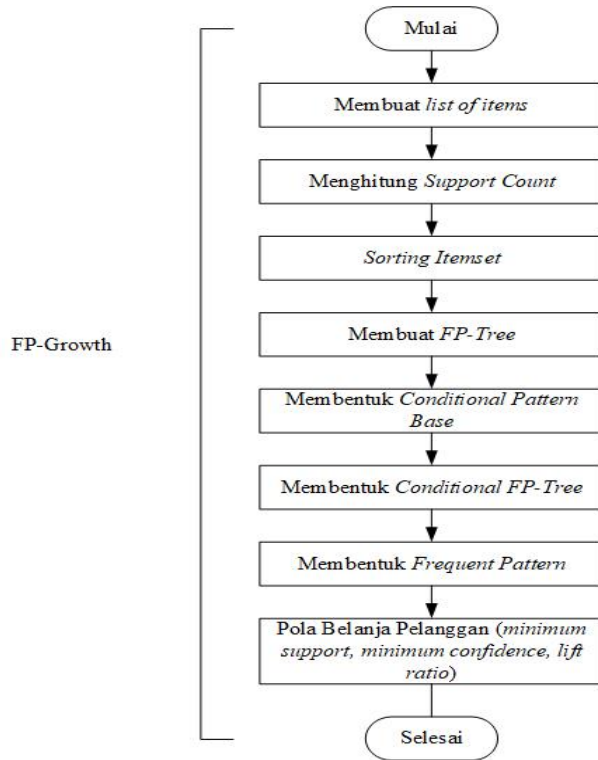 Mulai
Membuat list of items
Menghitung Support Count
Sorting Itemset
FP-Growth
Membuat FP-Tree
Membentuk Conditional Pattern
Base
Membentuk Conditional FP-Tree
Membentuk Frequent Pattern
Pola Belanja Pelanggan (minimum
support, minimum confidence, lift
ratio)
Selesai